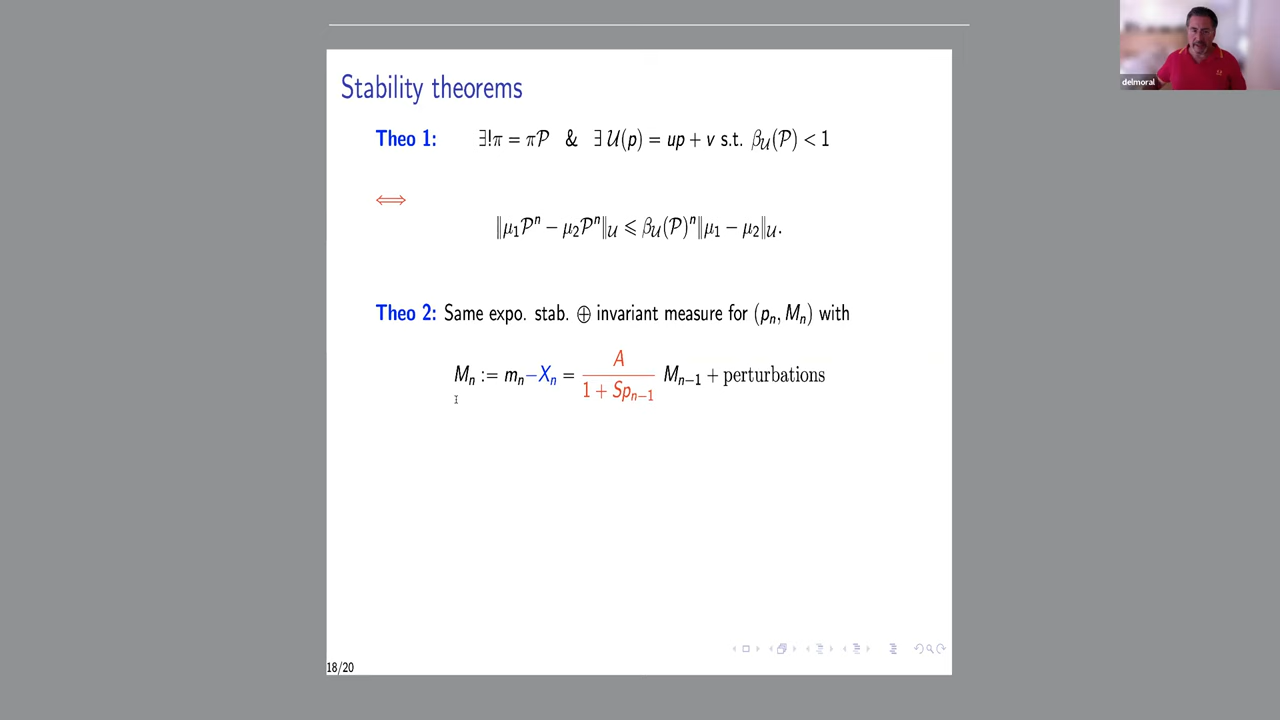 delmoral
Stability theorems
Theo 1: ∃!π = π𝒫 & ∃ 𝒰(p) = up + v s.t. β_𝒰(𝒫) < 1
⟺
‖μ₁𝒫ⁿ − μ₂𝒫ⁿ‖_𝒰 ⩽ β_𝒰(𝒫)ⁿ‖μ₁ − μ₂‖_𝒰.
Theo 2: Same expo. stab. ⊕ invariant measure for (pₙ, Mₙ) with
Mₙ := mₙ−Xₙ = A / (1 + Spₙ₋₁) Mₙ₋₁ + perturbations
18/20